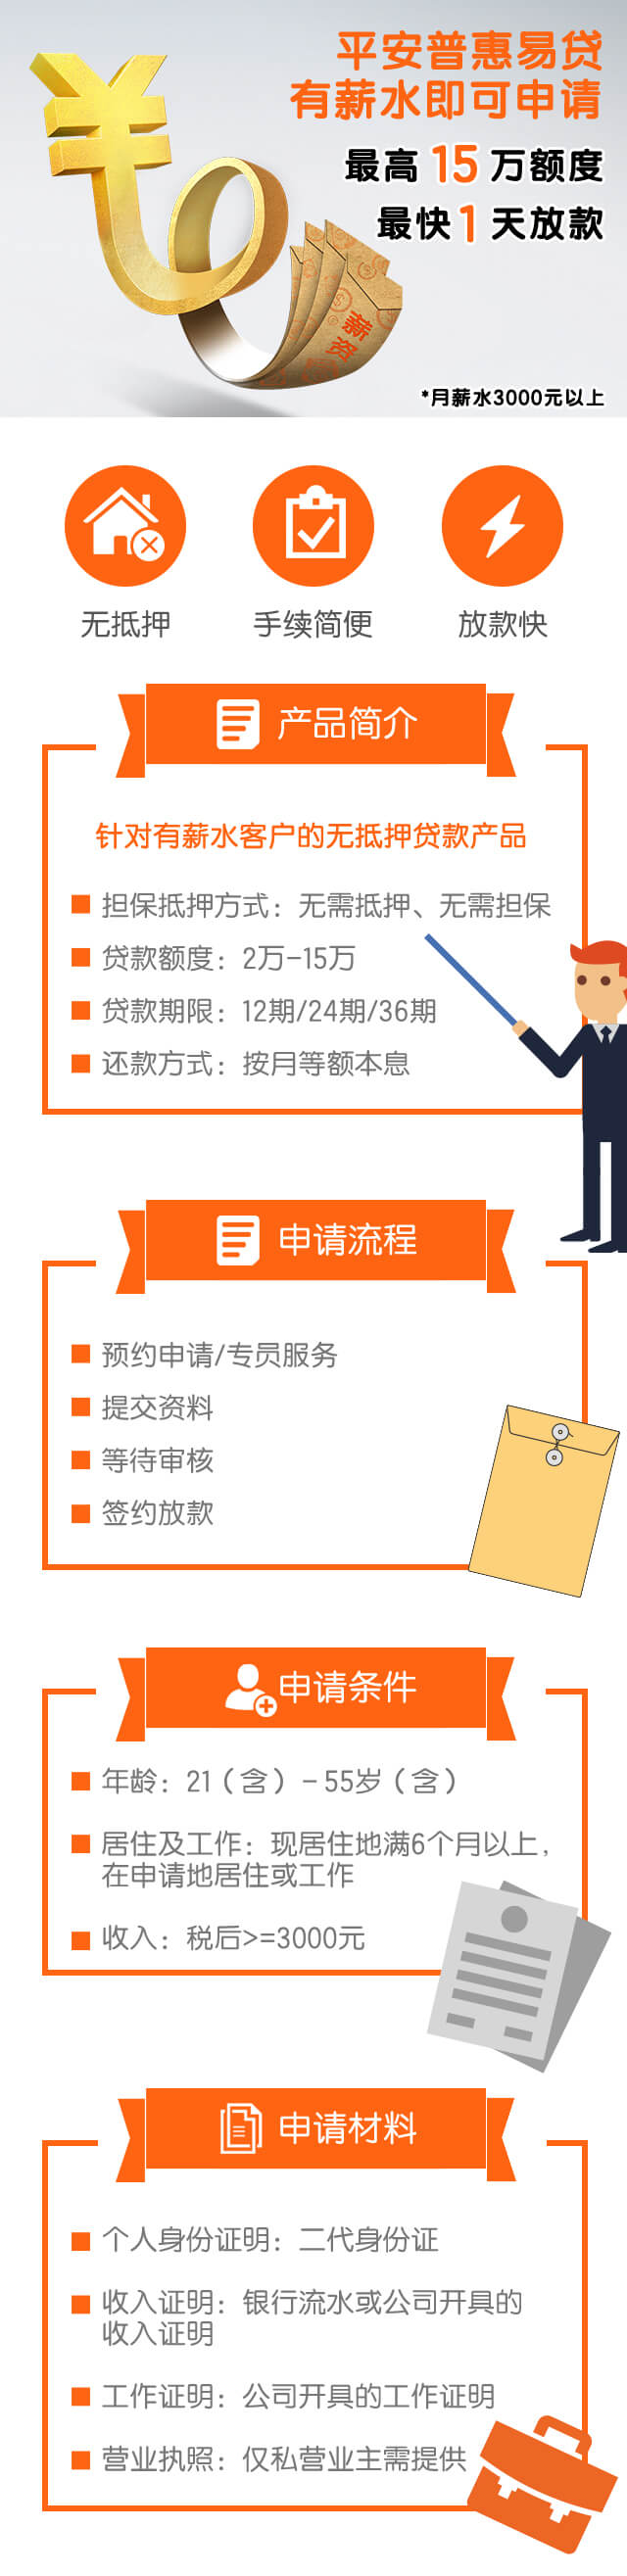 平安普惠易贷
有薪水即可申请
最高15万额度
最快1天放款
薪资
*月薪水3000元以上
无抵押
手续简便
放款快
产品简介
针对有薪水客户的无抵押贷款产品
担保抵押方式：无需抵押、无需担保
贷款额度：2万-15万
贷款期限：12期/24期/36期
还款方式：按月等额本息
申请流程
预约申请/专员服务
提交资料
等待审核
签约放款
申请条件
年龄：21（含）-55岁（含）
居住及工作：现居住地满6个月以上，
在申请地居住或工作
收入：税后>=3000元
申请材料
个人身份证明：二代身份证
收入证明：银行流水或公司开具的
收入证明
工作证明：公司开具的工作证明
营业执照：仅私营业主需提供